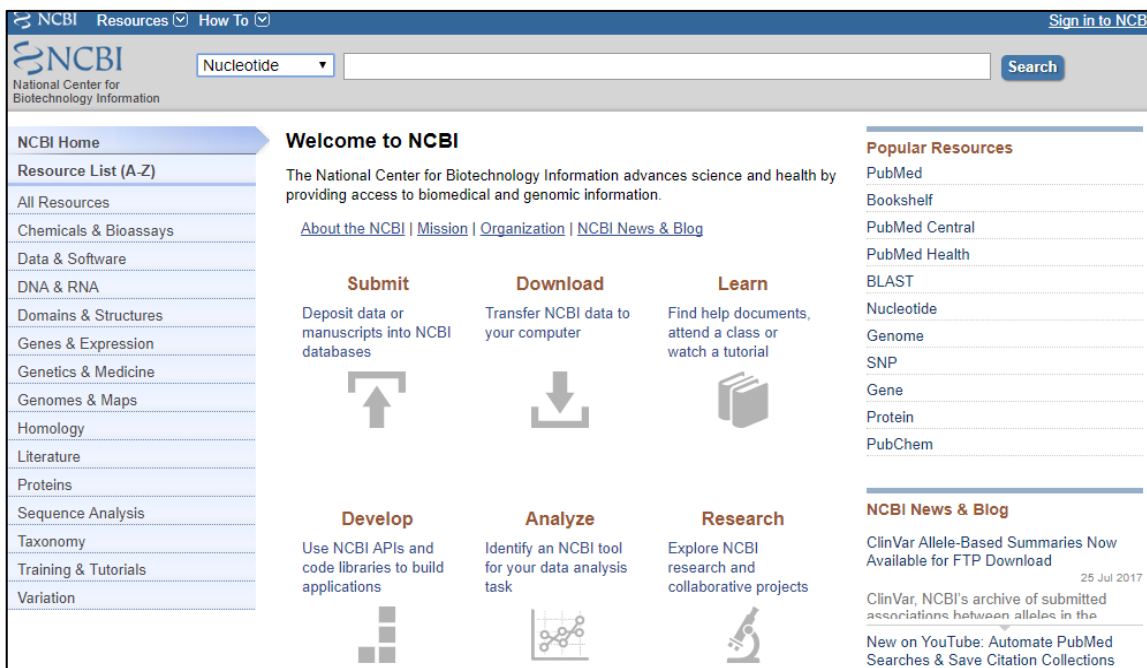 NCBI Resources How To Sign in to NCB
NCBI
National Center for
Biotechnology Information
Nucleotide
Search
NCBI Home
Resource List (A-Z)
All Resources
Chemicals & Bioassays
Data & Software
DNA & RNA
Domains & Structures
Genes & Expression
Genetics & Medicine
Genomes & Maps
Homology
Literature
Proteins
Sequence Analysis
Taxonomy
Training & Tutorials
Variation
Welcome to NCBI
The National Center for Biotechnology Information advances science and health by
providing access to biomedical and genomic information.
About the NCBI | Mission | Organization | NCBI News & Blog
Submit
Deposit data or
manuscripts into NCBI
databases
Download
Transfer NCBI data to
your computer
Learn
Find help documents,
attend a class or
watch a tutorial
Develop
Use NCBI APIs and
code libraries to build
applications
Analyze
Identify an NCBI tool
for your data analysis
task
Research
Explore NCBI
research and
collaborative projects
Popular Resources
PubMed
Bookshelf
PubMed Central
PubMed Health
BLAST
Nucleotide
Genome
SNP
Gene
Protein
PubChem
NCBI News & Blog
ClinVar Allele-Based Summaries Now
Available for FTP Download
25 Jul 2017
ClinVar, NCBI's archive of submitted
associations between alleles in the
New on YouTube: Automate PubMed
Searches & Save Citation Collections